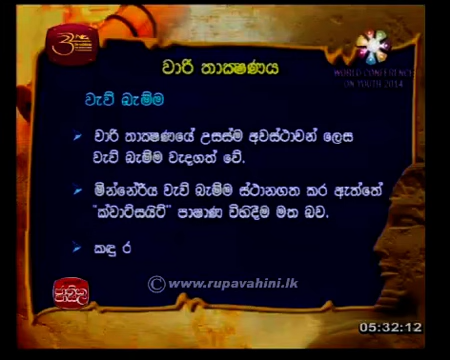 වාරි තාක්‍ෂණය
WORLD CONFERENCE
ON YOUTH 2014
වැව් බැම්ම
වාරි තාක්‍ෂණයේ උසස්ම අවස්ථාවන් ලෙස
වැව් බැම්ම වැදගත් වේ.
මින්නේරිය වැව් බැම්ම ස්ථානගත කර ඇත්තේ
“ක්වාට්සයිට්” පාෂාණ විහිදීම මත බව.
කඳු ර
© www.rupavahini.lk
05:32:12